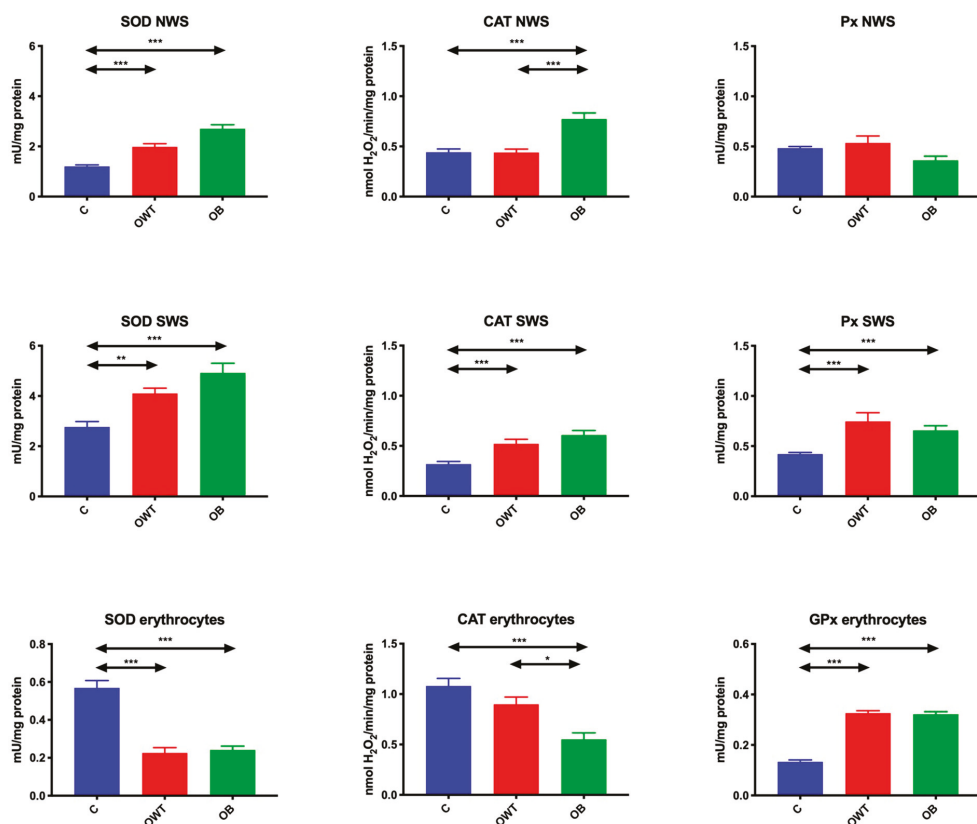 SOD NWS
mU/mg protein
6
4
2
0
***
***
C
OWT
OB
CAT NWS
nmol H₂O₂/min/mg protein
1.5
1.0
0.5
0.0
***
***
C
OWT
OB
Px NWS
mU/mg protein
1.5
1.0
0.5
0.0
C
OWT
OB
SOD SWS
mU/mg protein
6
4
2
0
***
**
C
OWT
OB
CAT SWS
nmol H₂O₂/min/mg protein
1.5
1.0
0.5
0.0
***
***
C
OWT
OB
Px SWS
mU/mg protein
1.5
1.0
0.5
0.0
***
***
C
OWT
OB
SOD erythrocytes
mU/mg protein
0.8
0.6
0.4
0.2
0.0
***
***
C
OWT
OB
CAT erythrocytes
nmol H₂O₂/min/mg protein
1.5
1.0
0.5
0.0
***
*
C
OWT
OB
GPx erythrocytes
mU/mg protein
0.6
0.4
0.2
0.0
***
***
C
OWT
OB